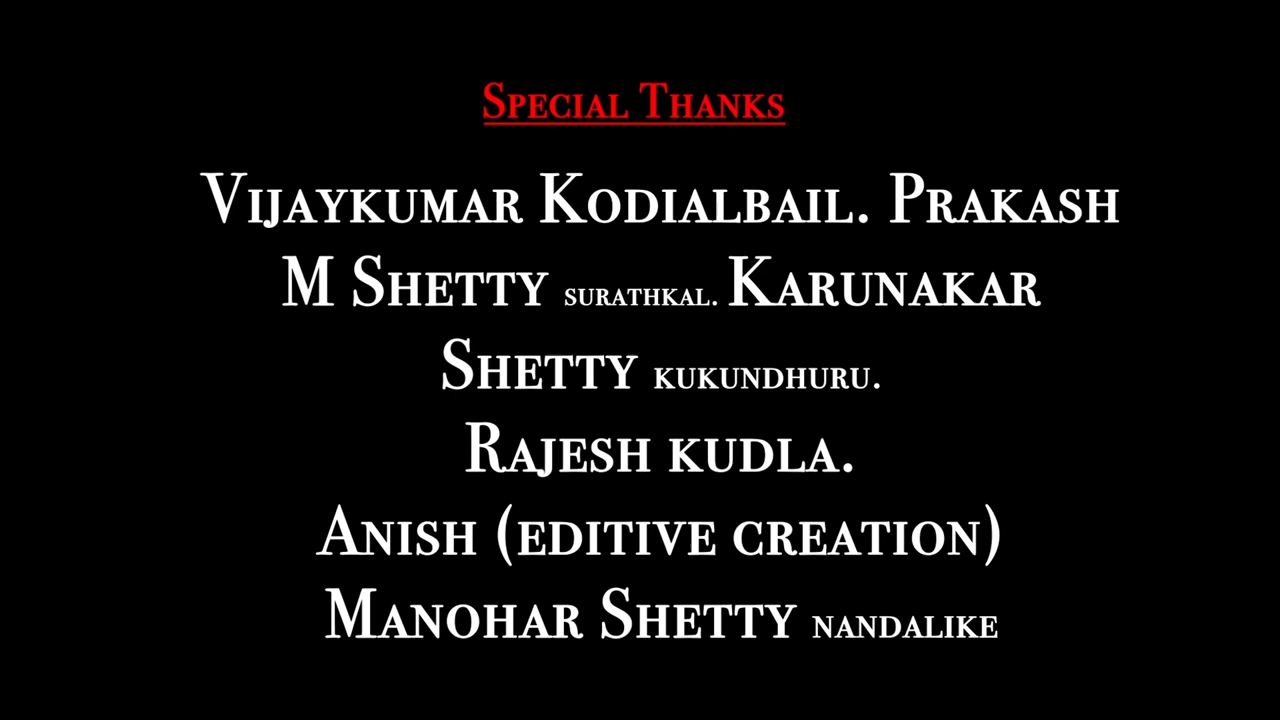 Special Thanks
Vijaykumar Kodialbail. Prakash
M Shetty surathkal. Karunakar
Shetty kukundhuru.
Rajesh kudla.
Anish (editive creation)
Manohar Shetty nandalike